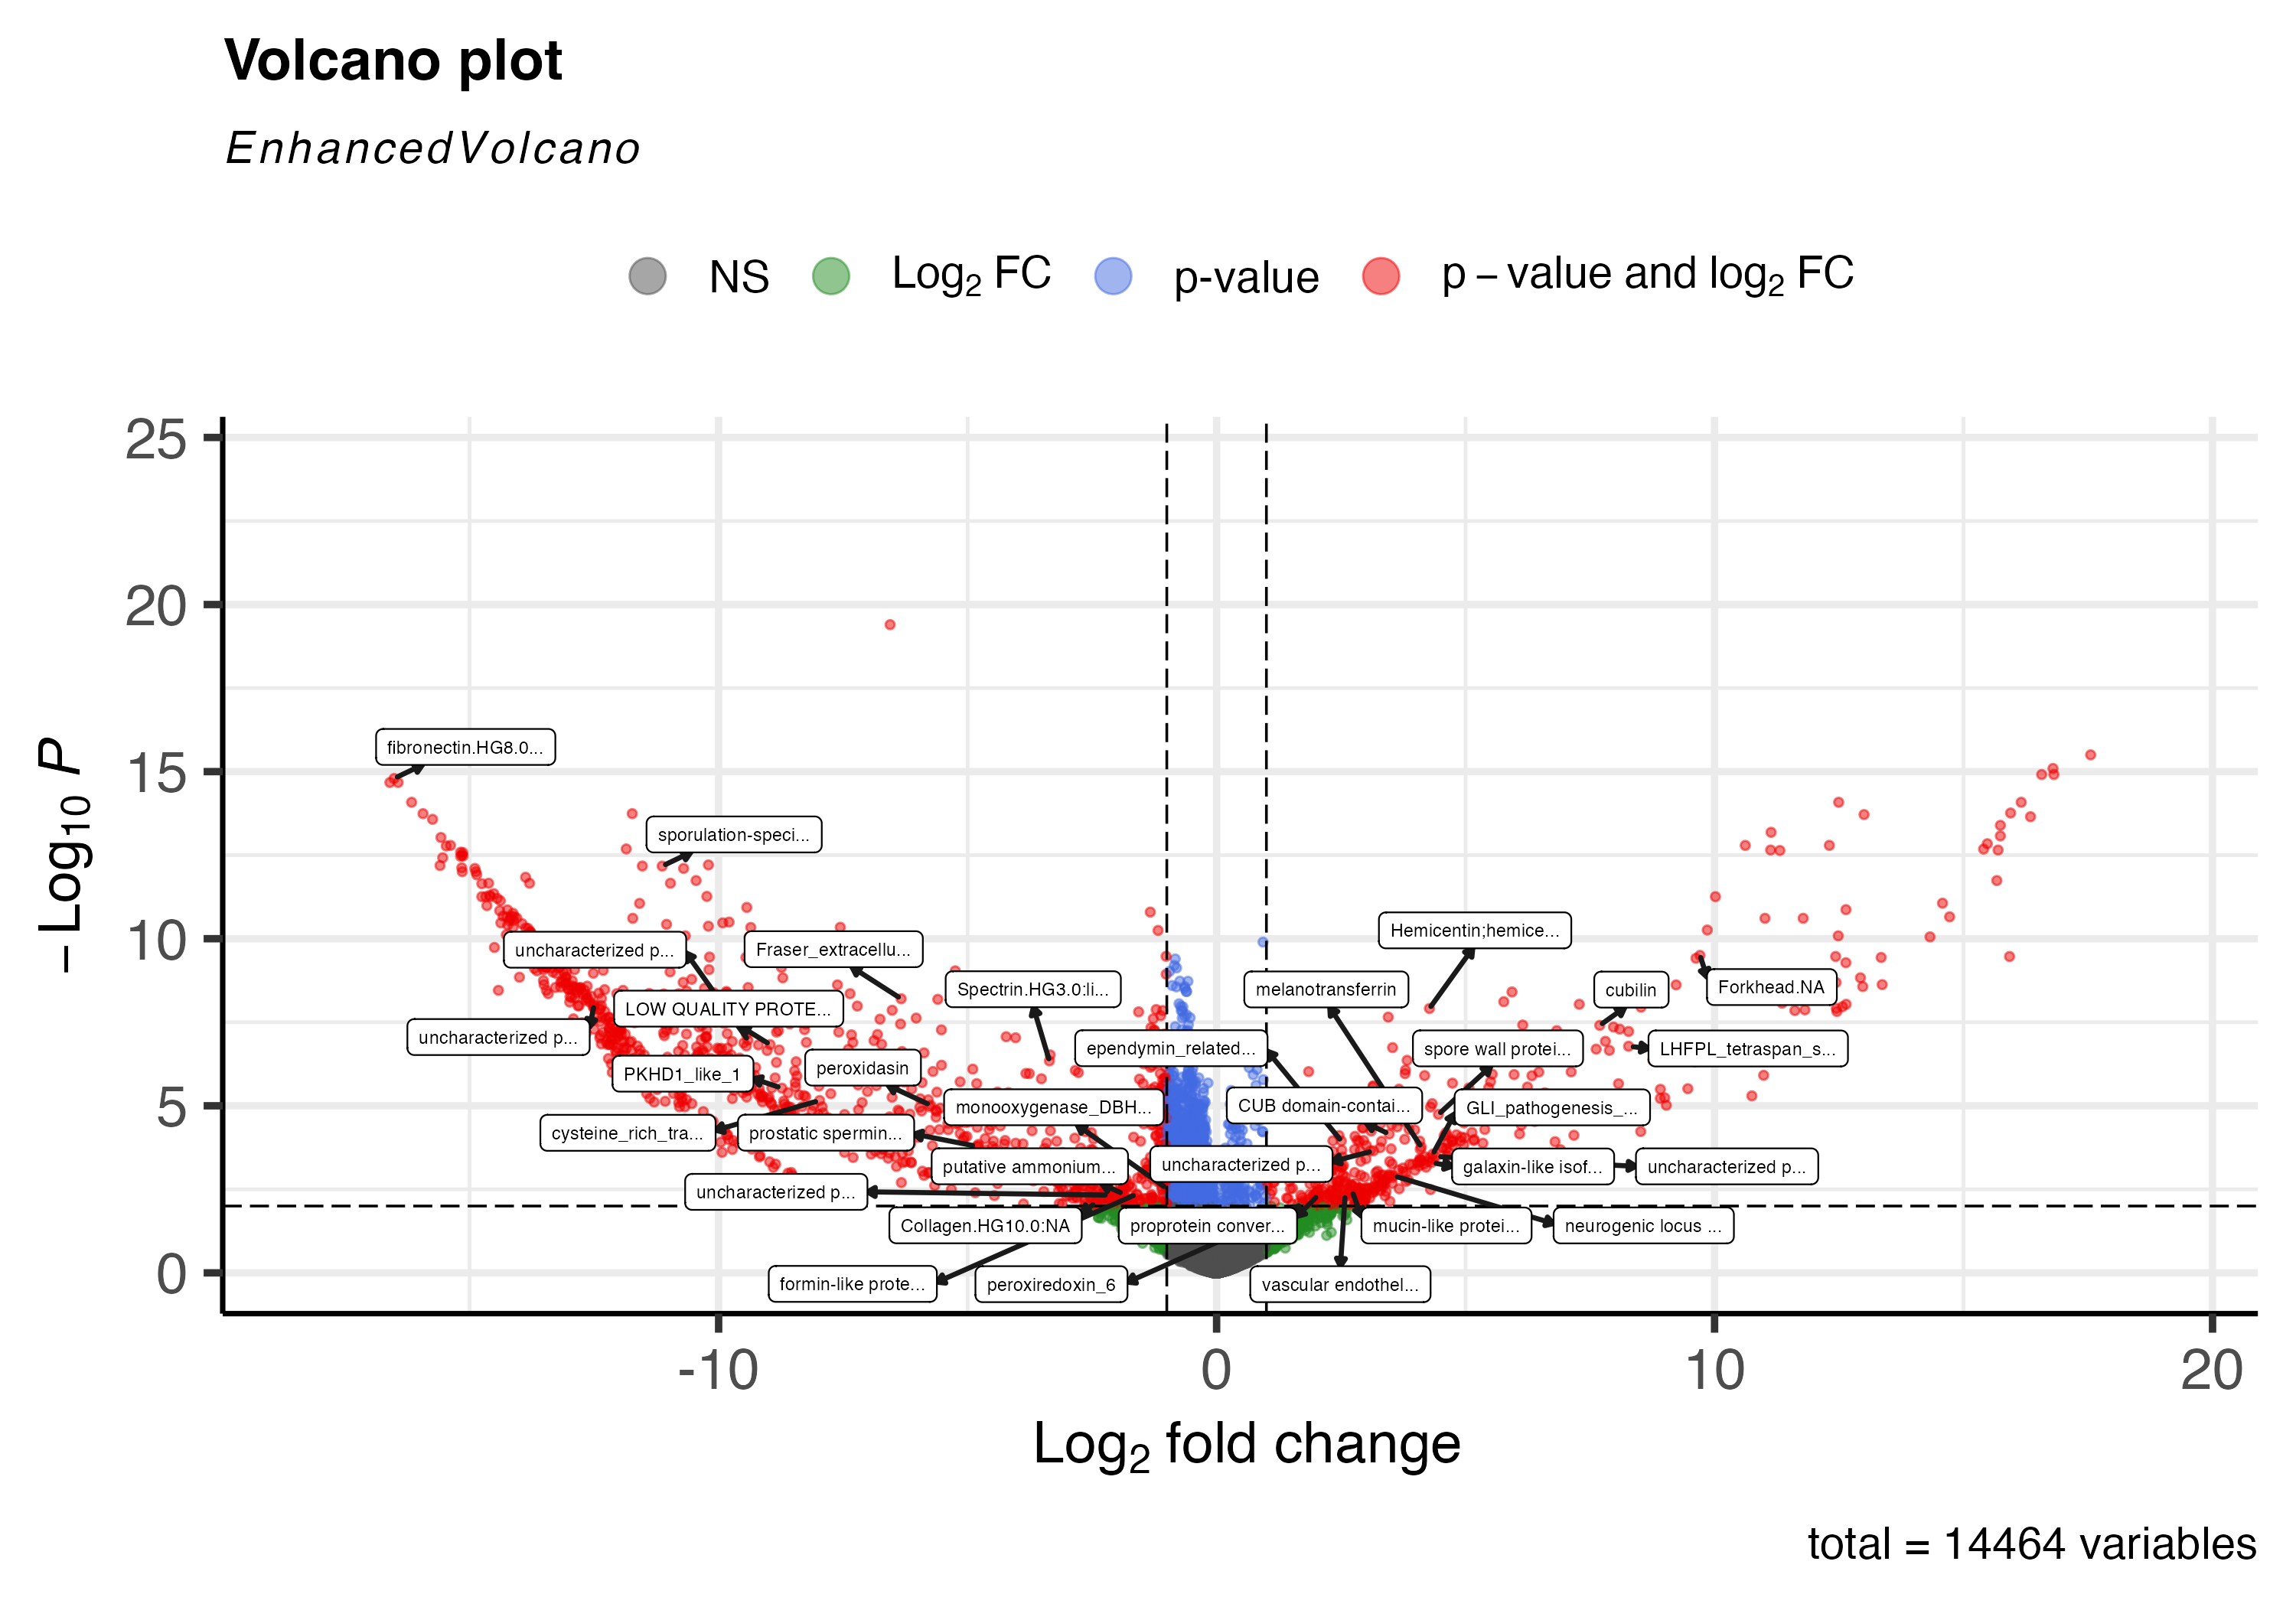 Volcano plot
EnhancedVolcano
NS Log2 FC p-value p – value and log2 FC
25
20
15
10
5
0
– Log10 P
fibronectin.HG8.0...
sporulation-speci...
Hemicentin;hemice...
uncharacterized p...
Fraser_extracellu...
Spectrin.HG3.0:li...
melanotransferrin
cubilin
Forkhead.NA
LOW QUALITY PROTE...
uncharacterized p...
ependymin_related...
spore wall protei...
LHFPL_tetraspan_s...
PKHD1_like_1
peroxidasin
monooxygenase_DBH...
CUB domain-contai...
GLI_pathogenesis_...
cysteine_rich_tra...
prostatic spermin...
putative ammonium...
uncharacterized p...
galaxin-like isof...
uncharacterized p...
uncharacterized p...
Collagen.HG10.0:NA
proprotein conver...
mucin-like protei...
neurogenic locus ...
formin-like prote...
peroxiredoxin_6
vascular endothel...
-10 0 10 20
Log2 fold change
total = 14464 variables